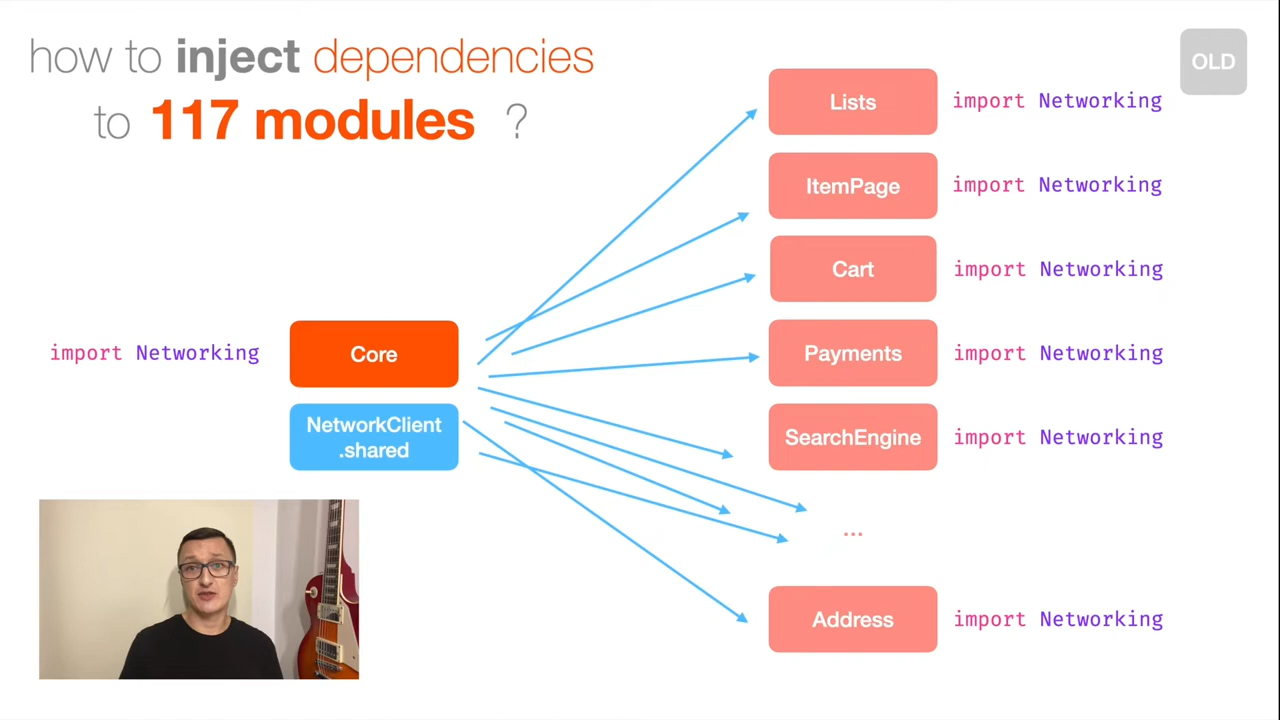 how to inject dependencies
to 117 modules ?
OLD
Lists import Networking
ItemPage import Networking
Cart import Networking
import Networking Core
Payments import Networking
NetworkClient
.shared
SearchEngine import Networking
...
Address import Networking